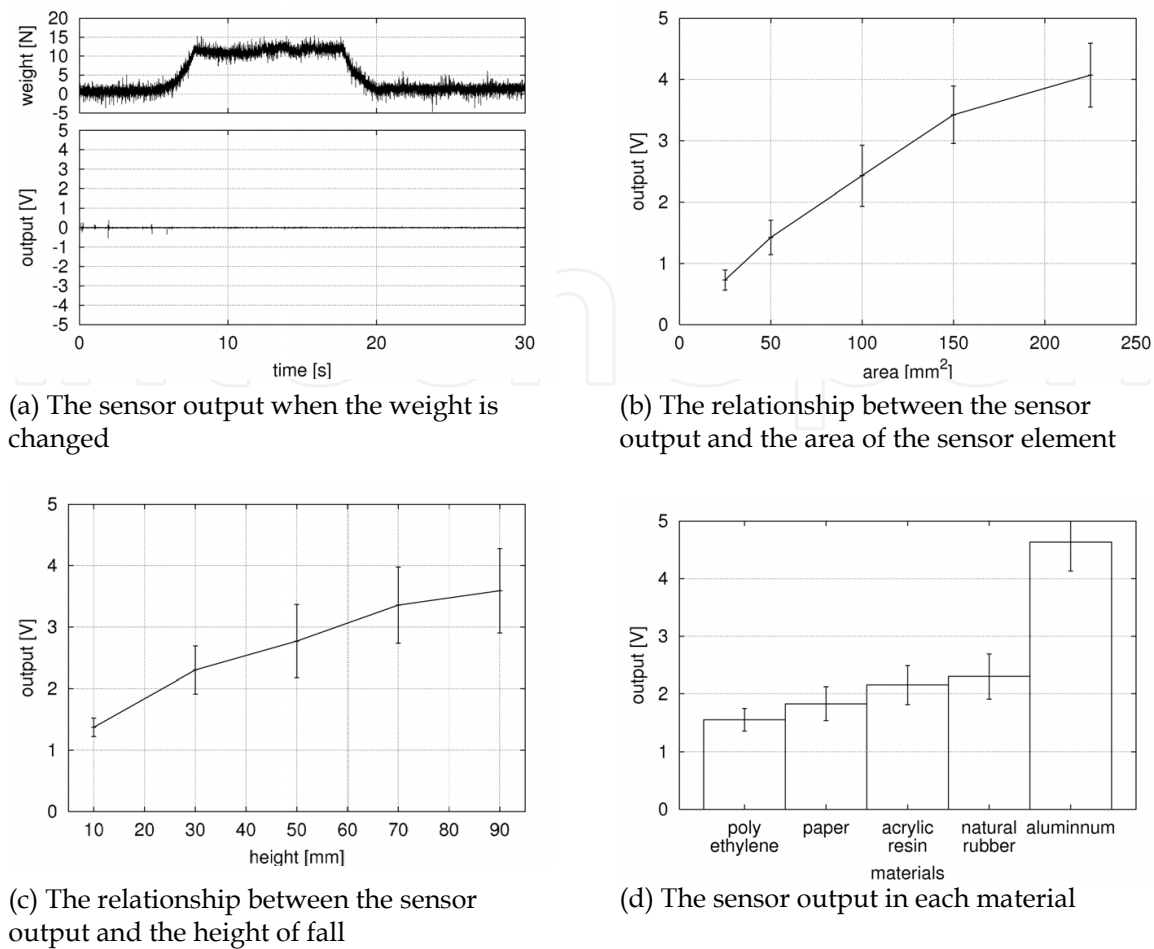 20
15
10
5
0
-5
weight [N]
5
4
3
2
1
0
-1
-2
-3
-4
-5
output [V]
0 10 20 30
time [s]
(a) The sensor output when the weight is
changed
5
4
3
2
1
0
output [V]
0 50 100 150 200 250
area [mm²]
(b) The relationship between the sensor
output and the area of the sensor element
5
4
3
2
1
0
output [V]
10 20 30 40 50 60 70 80 90
height [mm]
(c) The relationship between the sensor
output and the height of fall
5
4
3
2
1
0
output [V]
poly paper acrylic natural aluminnum
ethylene resin rubber
materials
(d) The sensor output in each material